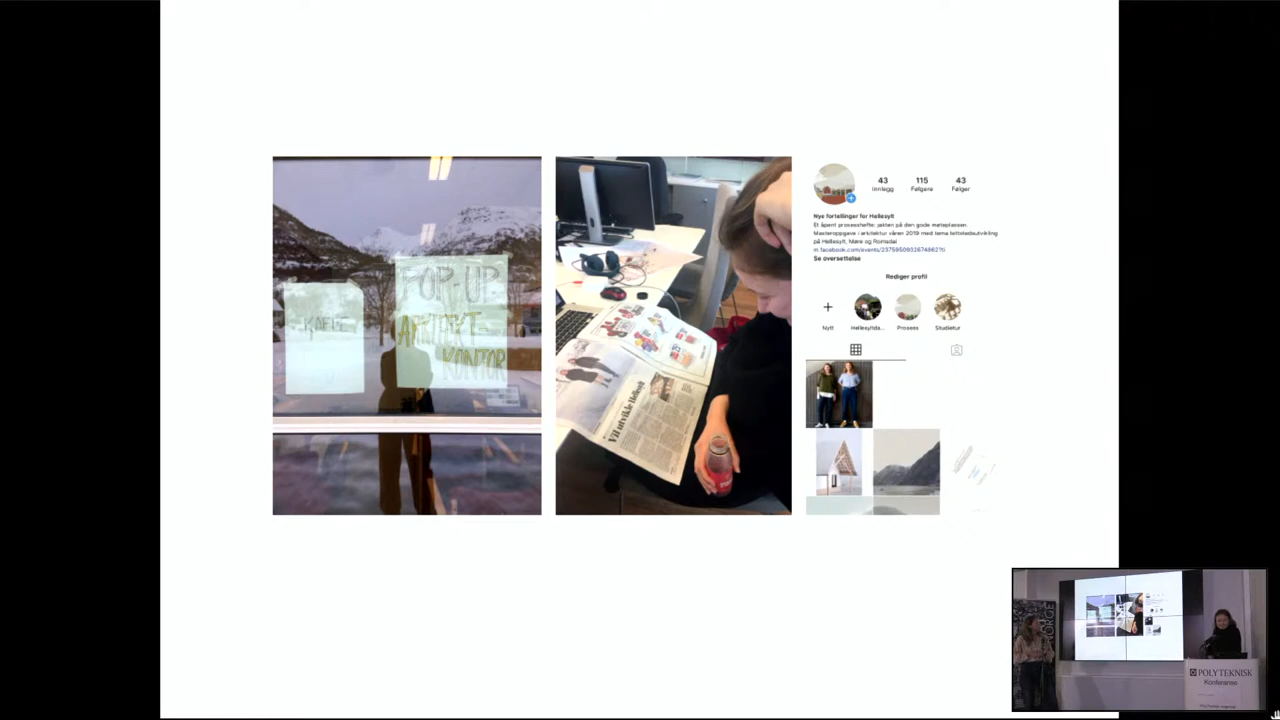 KAFE
POP UP
KONTOR
Vil utvikle Hellesylt
43
115
43
Innlegg
Følgere
Følger
Nye fortellinger for Hellesylt
Et åpent prosesshefte: jakten på den gode møteplassen.
Masteroppgave i arkitektur våren 2019 med tema tettstedsutvikling
på Hellesylt, Møre og Romsdal
Se oversettelse
Rediger profil
Nytt
Hellesyltda...
Prosess
Studietur
NORGE
POLYTEKNISK
Konferanse